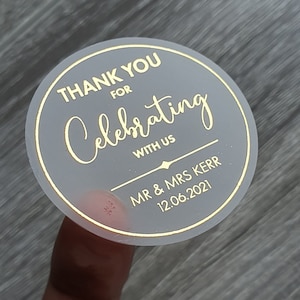 THANK YOU
FOR
Celebrating
WITH US
MR & MRS KERR
12.06.2021